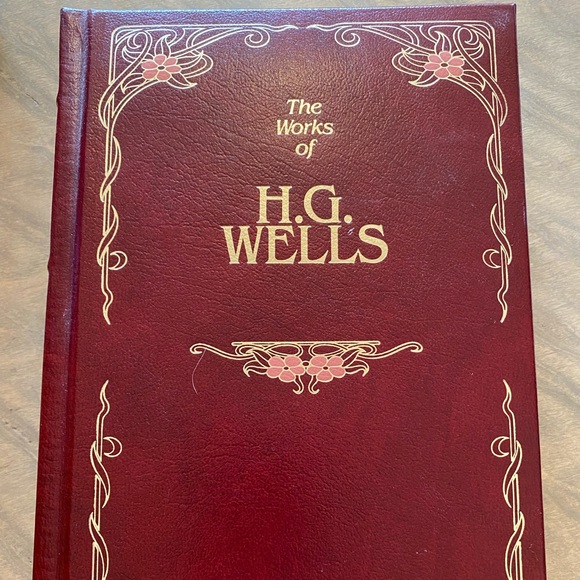 The
Works
of
H.G.
WELLS